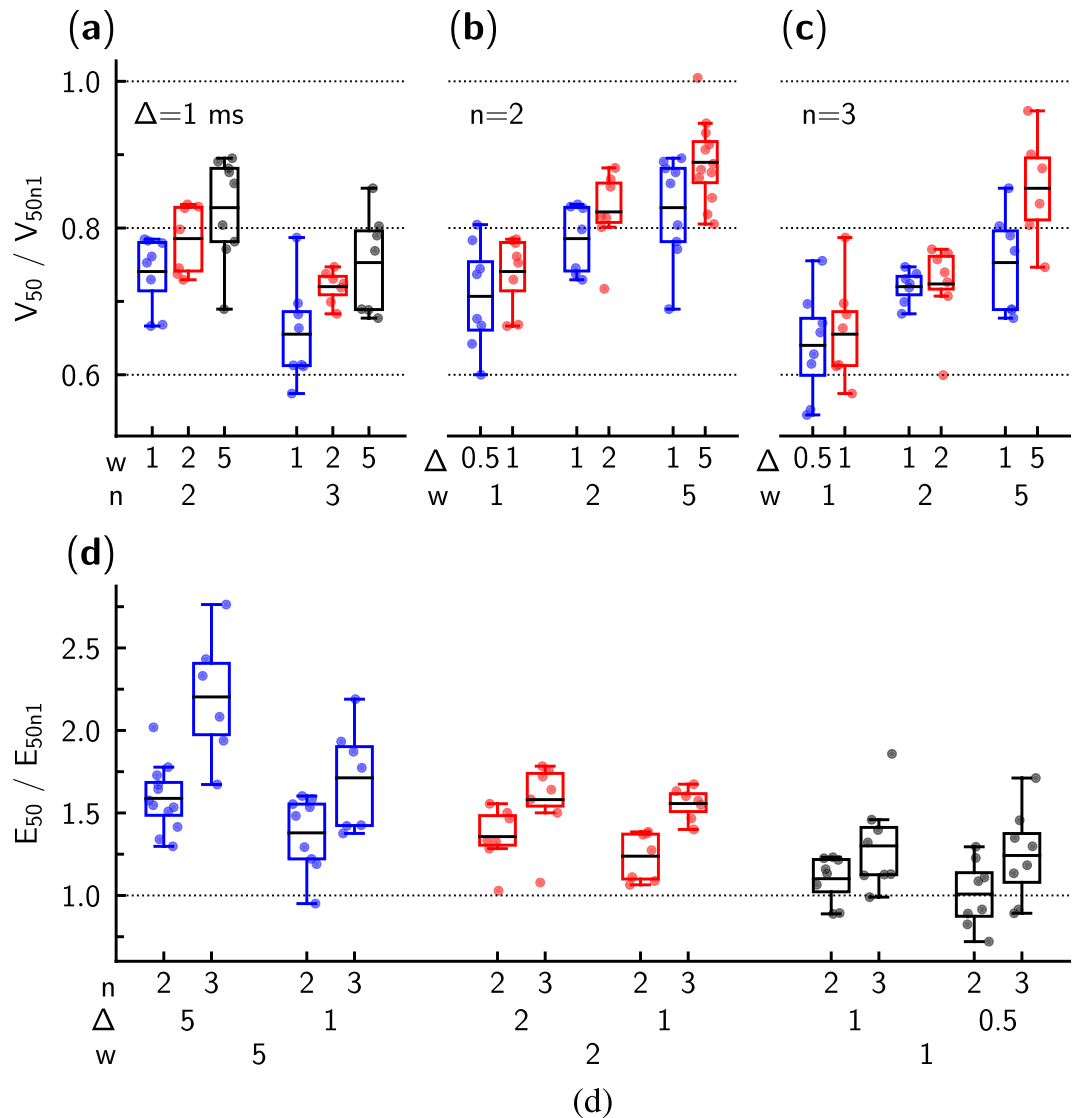 (a) (b) (c)
V50 / V50n1
1.0
0.8
0.6
Δ=1 ms n=2 n=3
w 1 2 5 1 2 5 Δ 0.5 1 1 2 1 5 Δ 0.5 1 1 2 1 5
n 2 3 w 1 2 5 w 1 2 5
(d)
E50 / E50n1
2.5
2.0
1.5
1.0
n 2 3 2 3 2 3 2 3 2 3 2 3
Δ 5 1 2 1 1 0.5
w 5 2 1
(d)